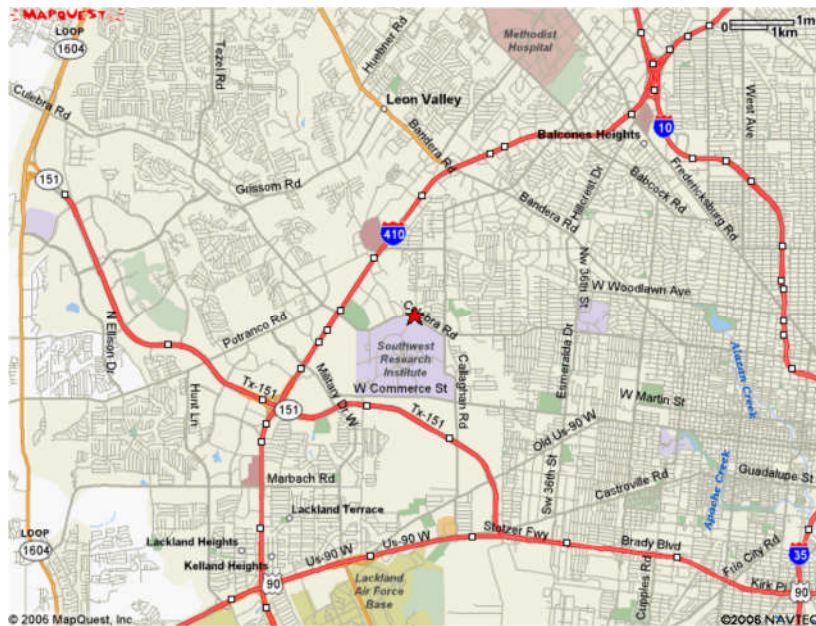 MAPQUEST
0 1m
1km
LOOP
1604
Tezel Rd
Huebner Rd
Methodist
Hospital
West Ave
Culebra Rd
Leon Valley
10
Balcones Heights
Bandera Rd
151
Grissom Rd
Hillcrest Dr
Babcock Rd
Fredericksburg Rd
Bandera Rd
410
Nw 36th St
W Woodlawn Ave
N Ellison Dr
Potranco Rd
Culebra Rd
Southwest
Research
Institute
Callaghan Rd
Esmeralda Dr
Alazan Creek
Hunt Ln
Tx-151
151
Military Dr W
W Commerce St
Tx-151
W Martin St
Old Us-90 W
Marbach Rd
Sw 36th St
Castroville Rd
Guadalupe St
Apache Creek
Lackland Terrace
LOOP
1604
Lackland Heights
Kelland Heights
Us-90 W
Us-90 W
Stotzer Fwy
Brady Blvd
Frio City Rd
35
90
Lackland
Air Force
Base
Cupples Rd
Kirk Pl
90
© 2006 MapQuest, Inc
©2006 NAVTEQ